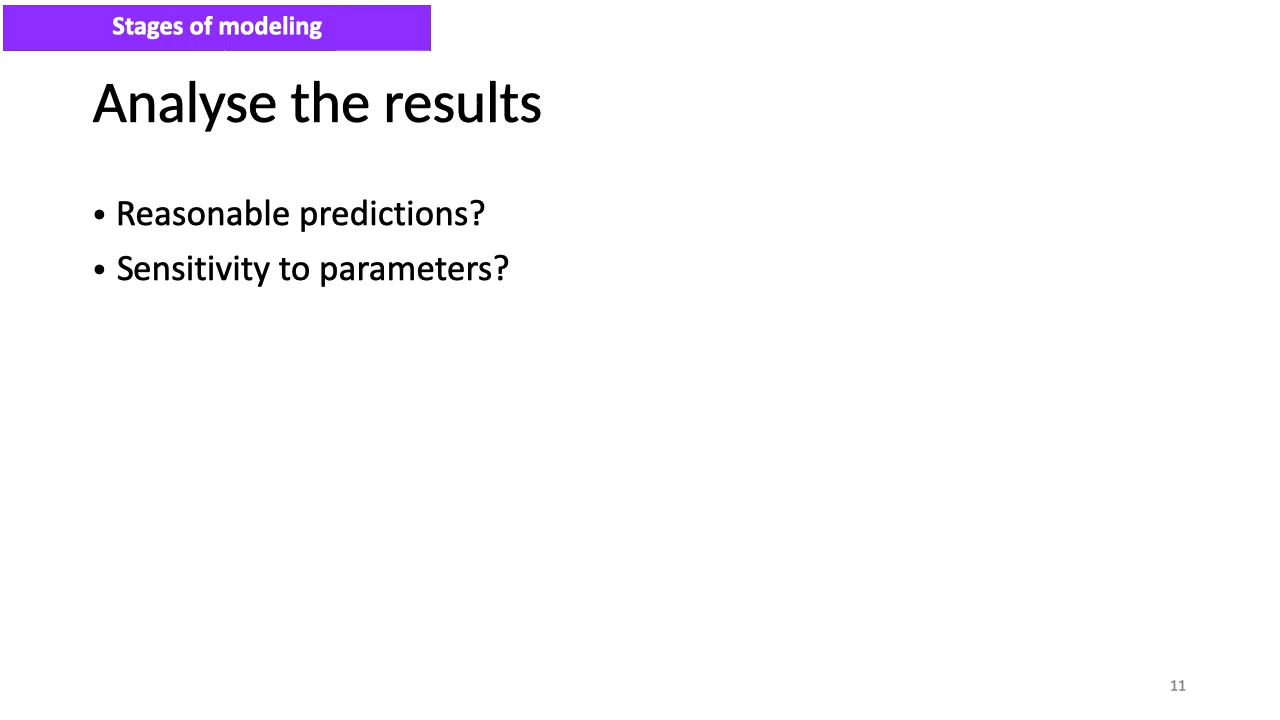 Stages of modeling
Analyse the results
• Reasonable predictions?
• Sensitivity to parameters?
11